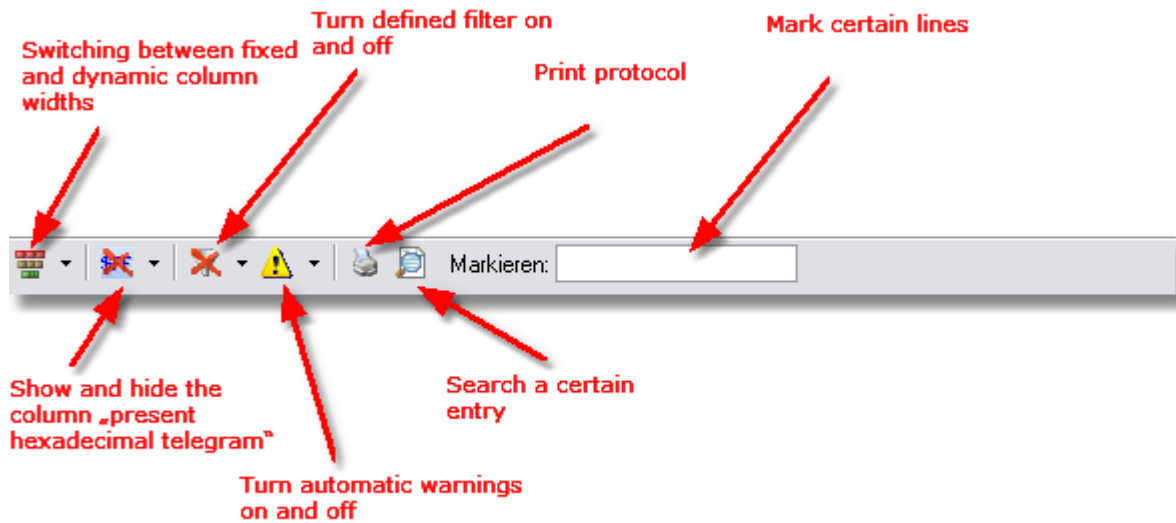 Turn defined filter on
and off
Mark certain lines
Switching between fixed
and dynamic column
widths
Print protocol
Markieren:
Show and hide the
column „present
hexadecimal telegram“
Search a certain
entry
Turn automatic warnings
on and off